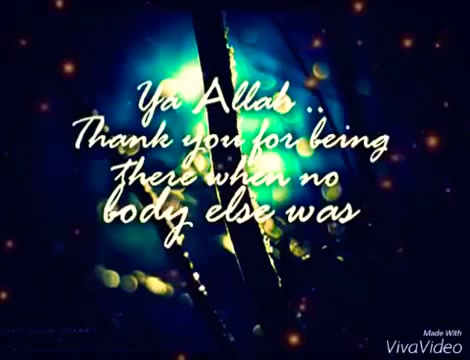 Ya Allah ..
Thank you for being
there when no
body else was
Made With
VivaVideo